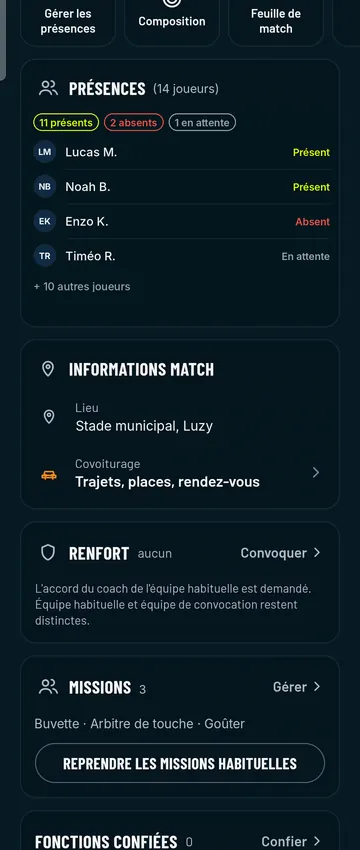 Gérer les
présences
Composition
Feuille de
match
PRÉSENCES (14 joueurs)
11 présents 2 absents 1 en attente
LM Lucas M. Présent
NB Noah B. Présent
EK Enzo K. Absent
TR Timéo R. En attente
+ 10 autres joueurs
INFORMATIONS MATCH
Lieu
Stade municipal, Luzy
Covoiturage
Trajets, places, rendez-vous
RENFORT aucun Convoquer
L'accord du coach de l'équipe habituelle est demandé.
Équipe habituelle et équipe de convocation restent
distinctes.
MISSIONS 3 Gérer
Buvette · Arbitre de touche · Goûter
REPRENDRE LES MISSIONS HABITUELLES
FONCTIONS CONFIÉES 0 Confier